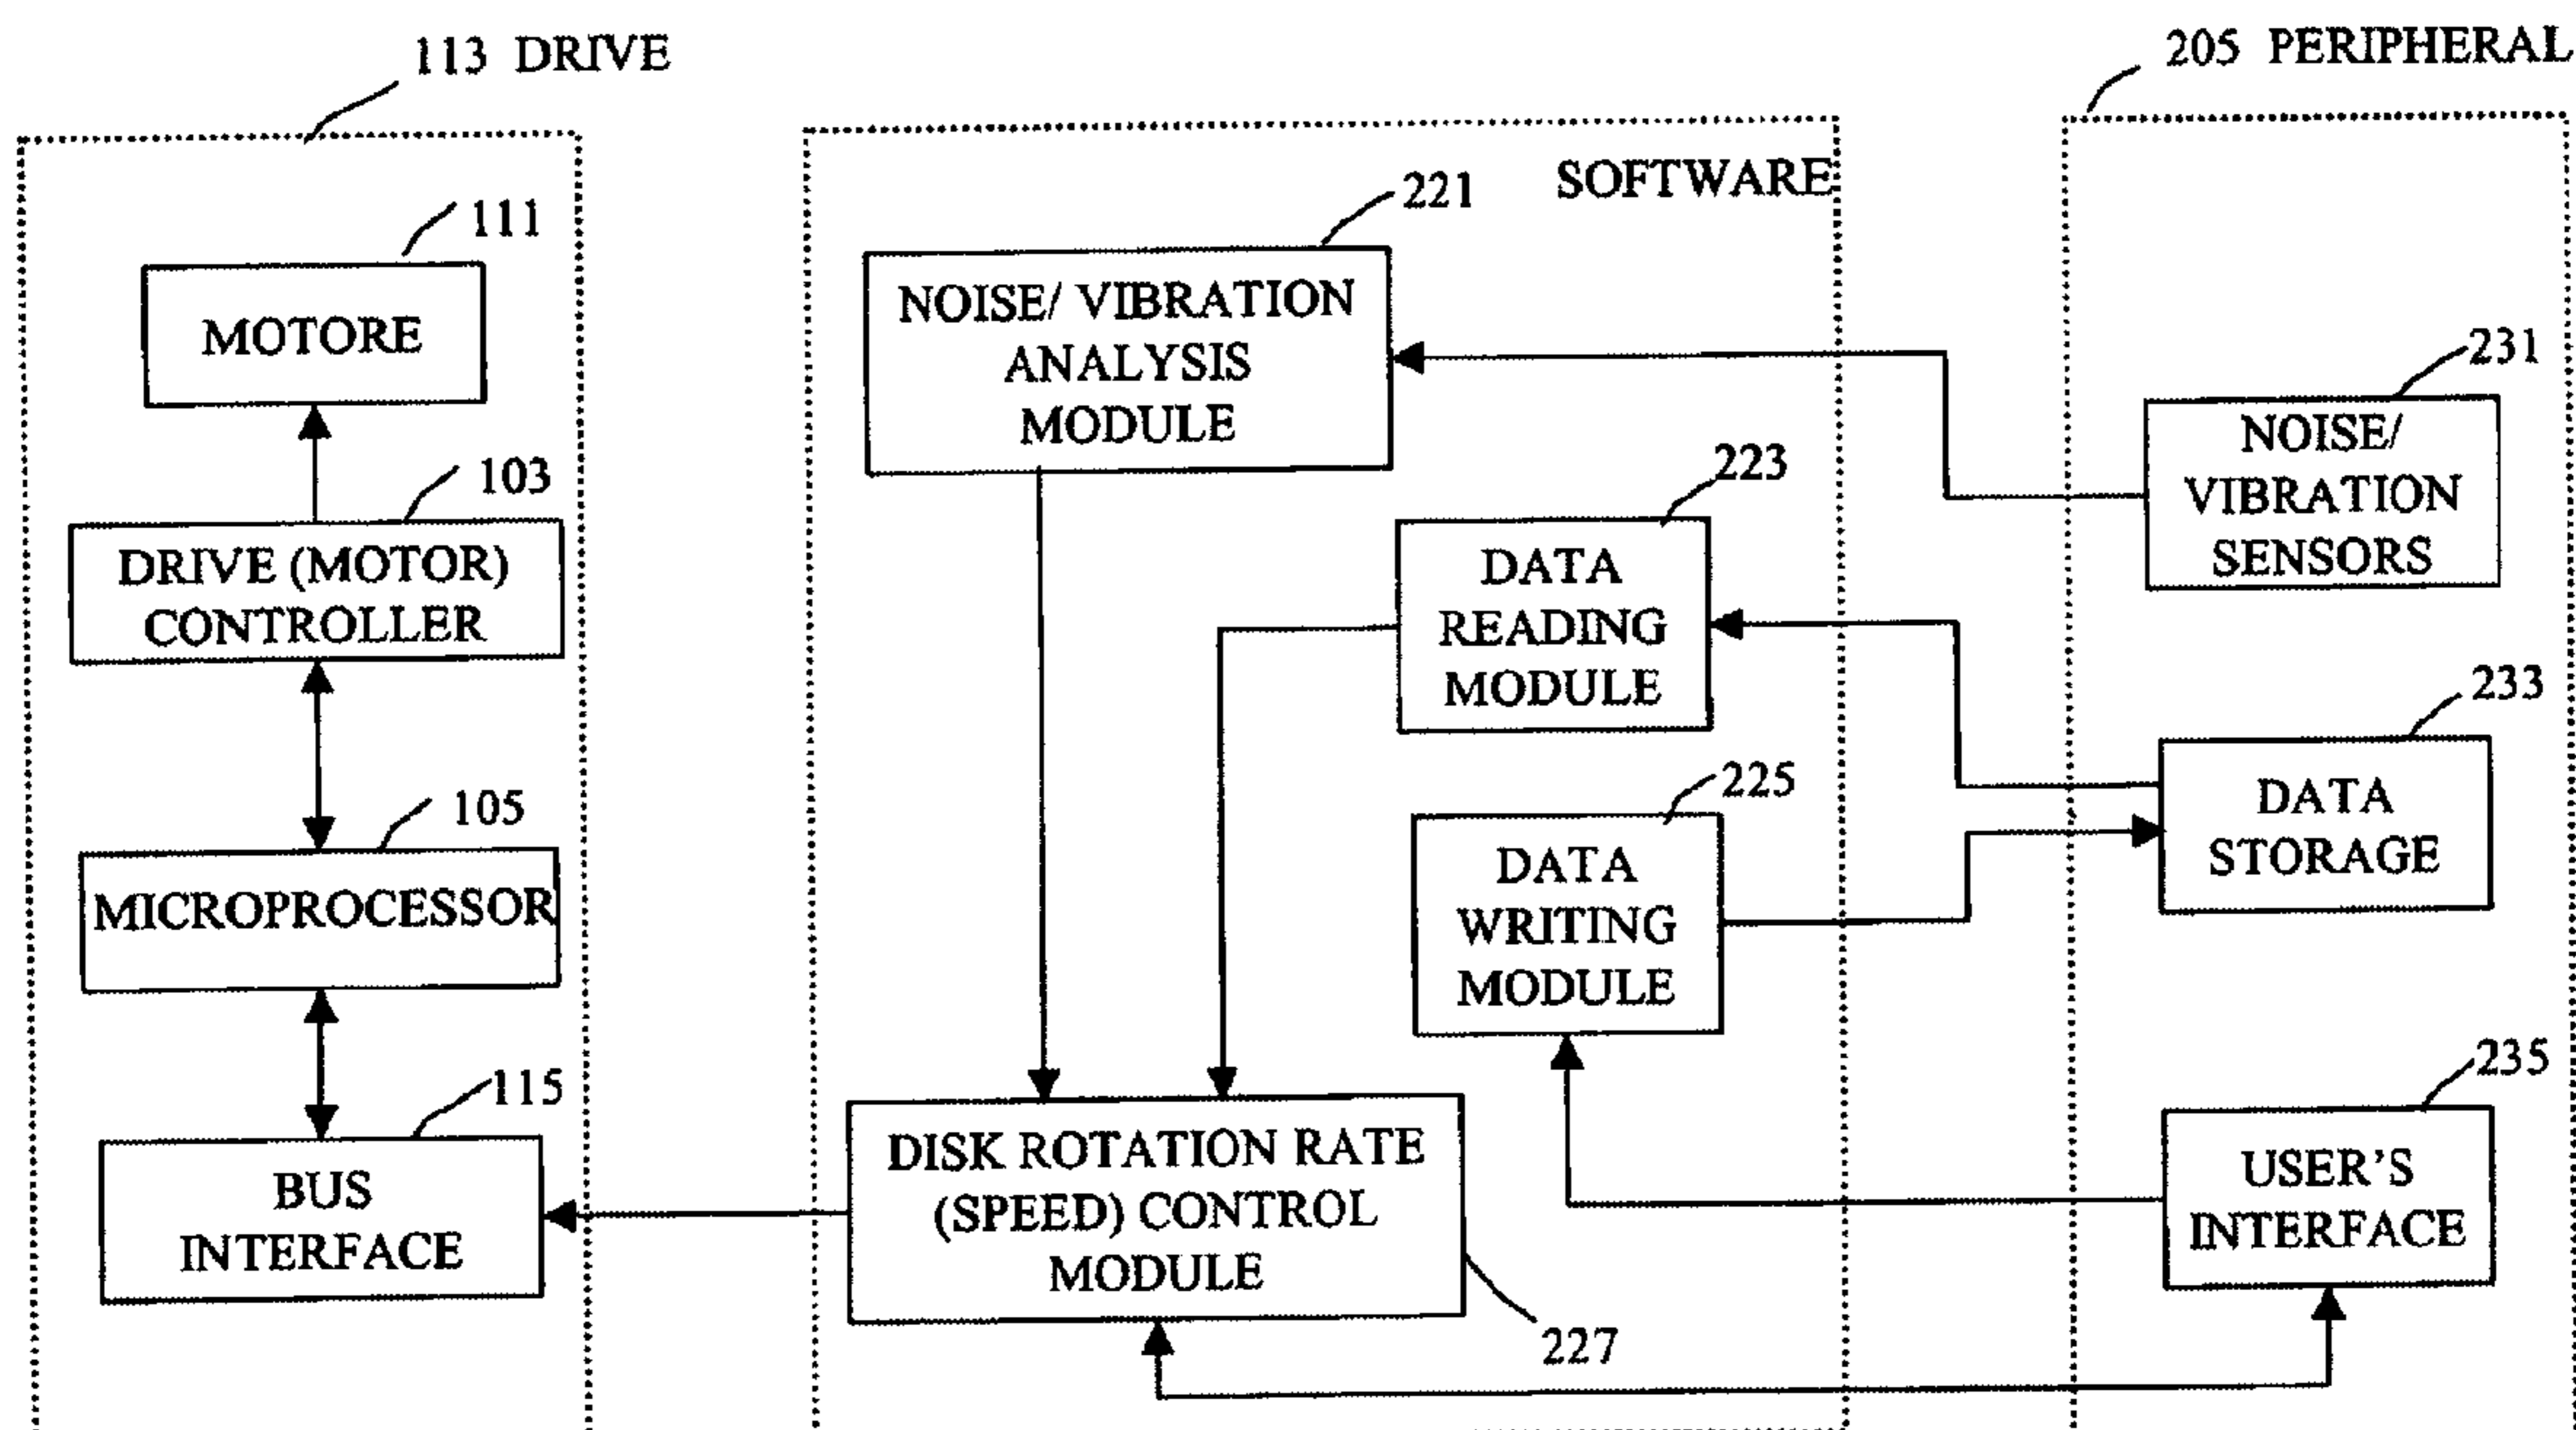 113 DRIVE
111
MOTORE
103
DRIVE (MOTOR)
CONTROLLER
105
MICROPROCESSOR
115
BUS
INTERFACE
SOFTWARE
221
NOISE/ VIBRATION
ANALYSIS
MODULE
223
DATA
READING
MODULE
225
DATA
WRITING
MODULE
DISK ROTATION RATE
(SPEED) CONTROL
MODULE
227
205 PERIPHERAL
231
NOISE/
VIBRATION
SENSORS
233
DATA
STORAGE
235
USER'S
INTERFACE